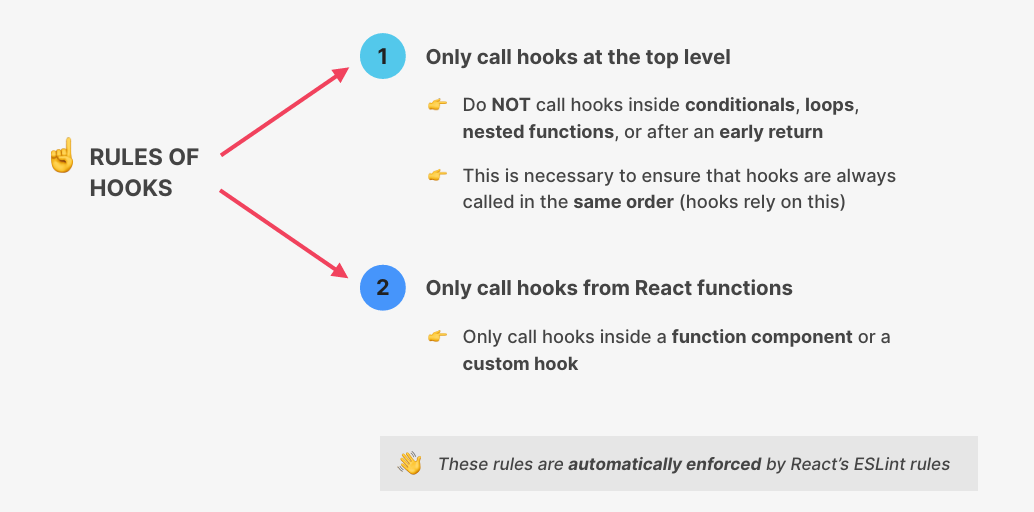 RULES OF
HOOKS
1
Only call hooks at the top level
Do NOT call hooks inside conditionals, loops,
nested functions, or after an early return
This is necessary to ensure that hooks are always
called in the same order (hooks rely on this)
2
Only call hooks from React functions
Only call hooks inside a function component or a
custom hook
These rules are automatically enforced by React’s ESLint rules